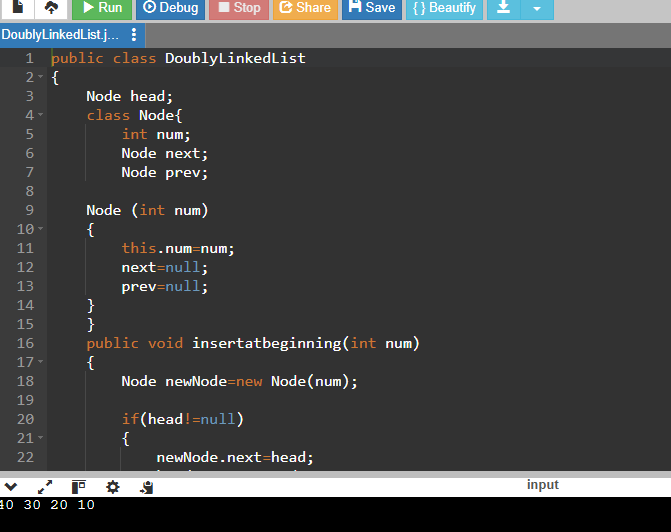 Run Debug Stop Share Save { } Beautify
DoublyLinkedList.j...
1 public class DoublyLinkedList
2 {
3 Node head;
4 class Node{
5 int num;
6 Node next;
7 Node prev;
8
9 Node (int num)
10 {
11 this.num=num;
12 next=null;
13 prev=null;
14 }
15 }
16 public void insertatbeginning(int num)
17 {
18 Node newNode=new Node(num);
19
20 if(head!=null)
21 {
22 newNode.next=head;
input
40 30 20 10